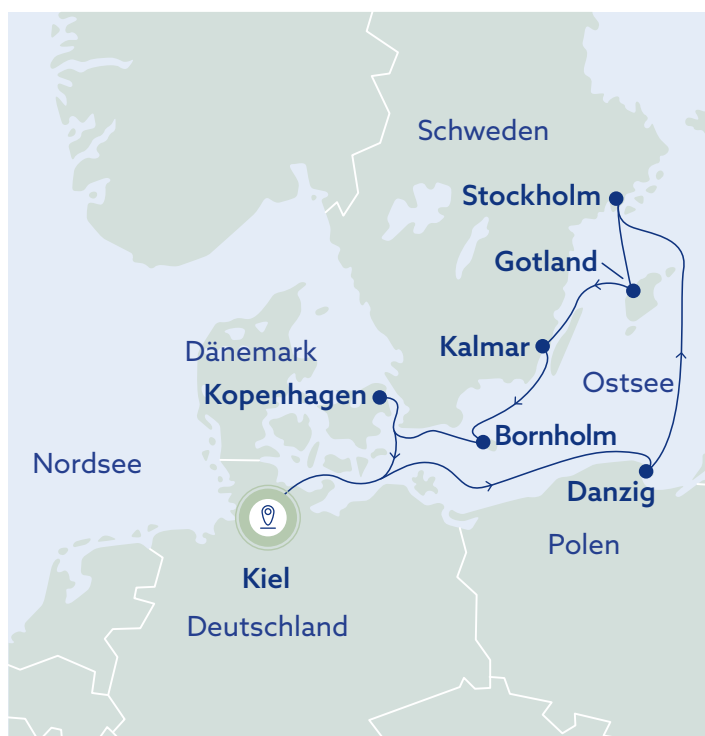 Schweden
Stockholm
Gotland
Kalmar
Dänemark
Ostsee
Kopenhagen
Bornholm
Nordsee
Danzig
Polen
Kiel
Deutschland